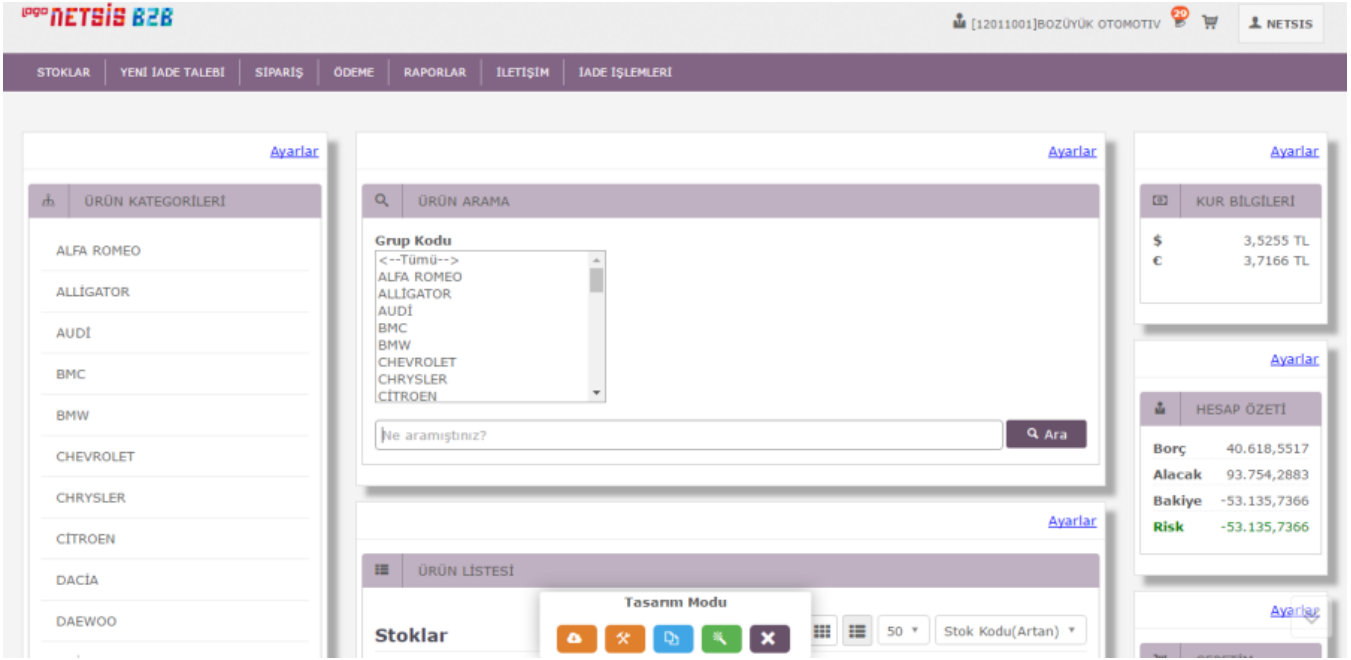 logo NETSİS B2B
[12011001]BOZÜYÜK OTOMOTIV
20
NETSIS
STOKLAR
YENİ İADE TALEBİ
SİPARİŞ
ÖDEME
RAPORLAR
İLETİŞİM
İADE İŞLEMLERİ
Ayarlar
ÜRÜN KATEGORİLERİ
ALFA ROMEO
ALLİGATOR
AUDİ
BMC
BMW
CHEVROLET
CHRYSLER
CİTROEN
DACİA
DAEWOO
Ayarlar
ÜRÜN ARAMA
Grup Kodu
<--Tümü-->
ALFA ROMEO
ALLİGATOR
AUDİ
BMC
BMW
CHEVROLET
CHRYSLER
CİTROEN
Ne aramıştınız?
Ara
Ayarlar
ÜRÜN LİSTESİ
Stoklar
Tasarım Modu
50
Stok Kodu(Artan)
Ayarlar
KUR BİLGİLERİ
$ 3,5255 TL
€ 3,7166 TL
Ayarlar
HESAP ÖZETİ
Borç 40.618,5517
Alacak 93.754,2883
Bakiye -53.135,7366
Risk -53.135,7366
Ayarlar